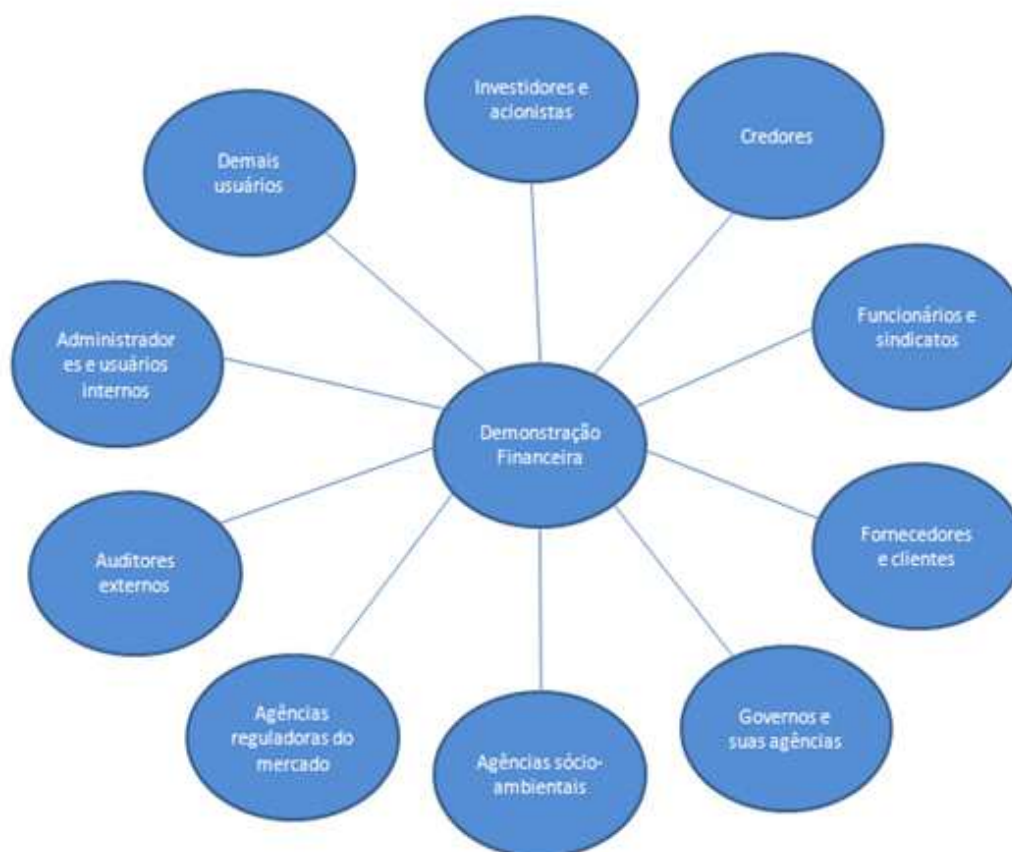 Investidores e
acionistas
Credores
Demais
usuários
Funcionários e
sindicatos
Administrador
es e usuários
internos
Demonstração
Financeira
Fornecedores
e clientes
Auditores
externos
Agências
reguladoras do
mercado
Agências sócio-
ambientais
Governos e
suas agências